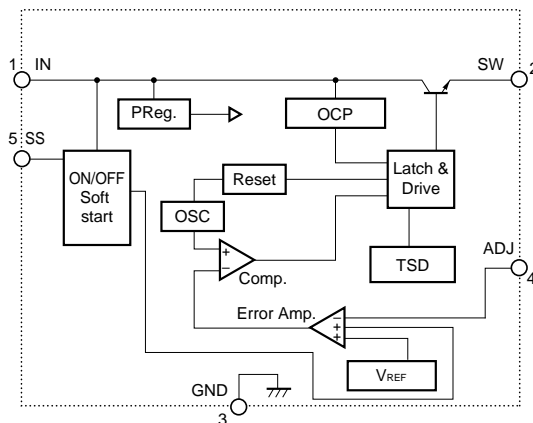 1 IN
SW 2
PReg.
OCP
5 SS
ON/OFF
Soft
start
Latch &
Drive
Reset
OSC
+
−
Comp.
TSD
ADJ
4
Error Amp.
−
+
+
VREF
GND
3